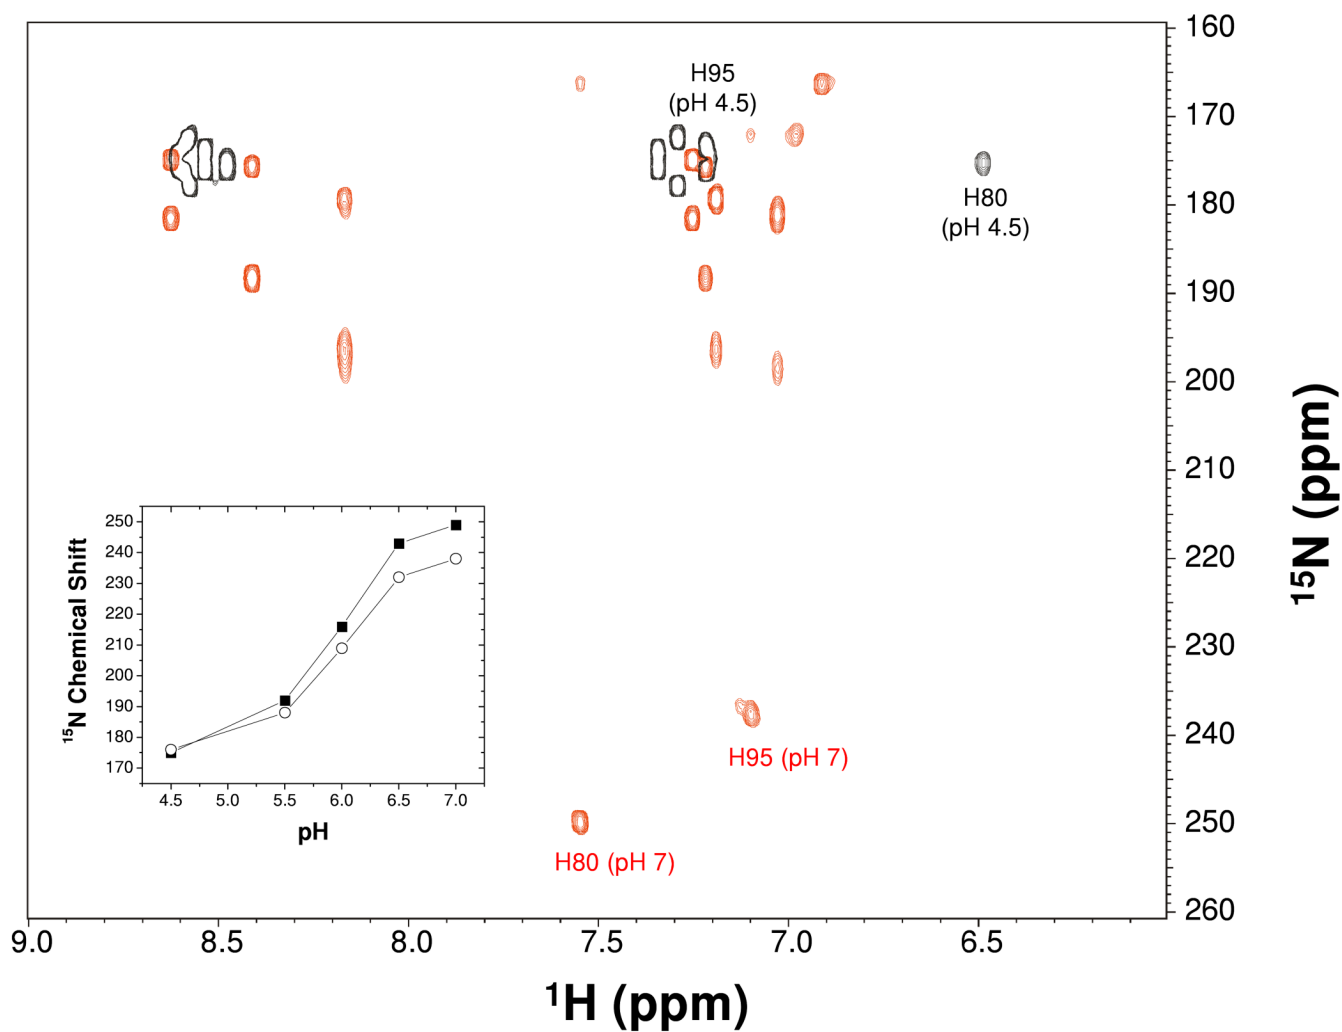 160
H95
(pH 4.5)
170
H80
(pH 4.5)
180
190
200
210
220
230
240
250
260
¹⁵N (ppm)
H95 (pH 7)
H80 (pH 7)
250
240
230
220
210
200
190
180
170
¹⁵N Chemical Shift
4.5 5.0 5.5 6.0 6.5 7.0
pH
9.0 8.5 8.0 7.5 7.0 6.5
¹H (ppm)